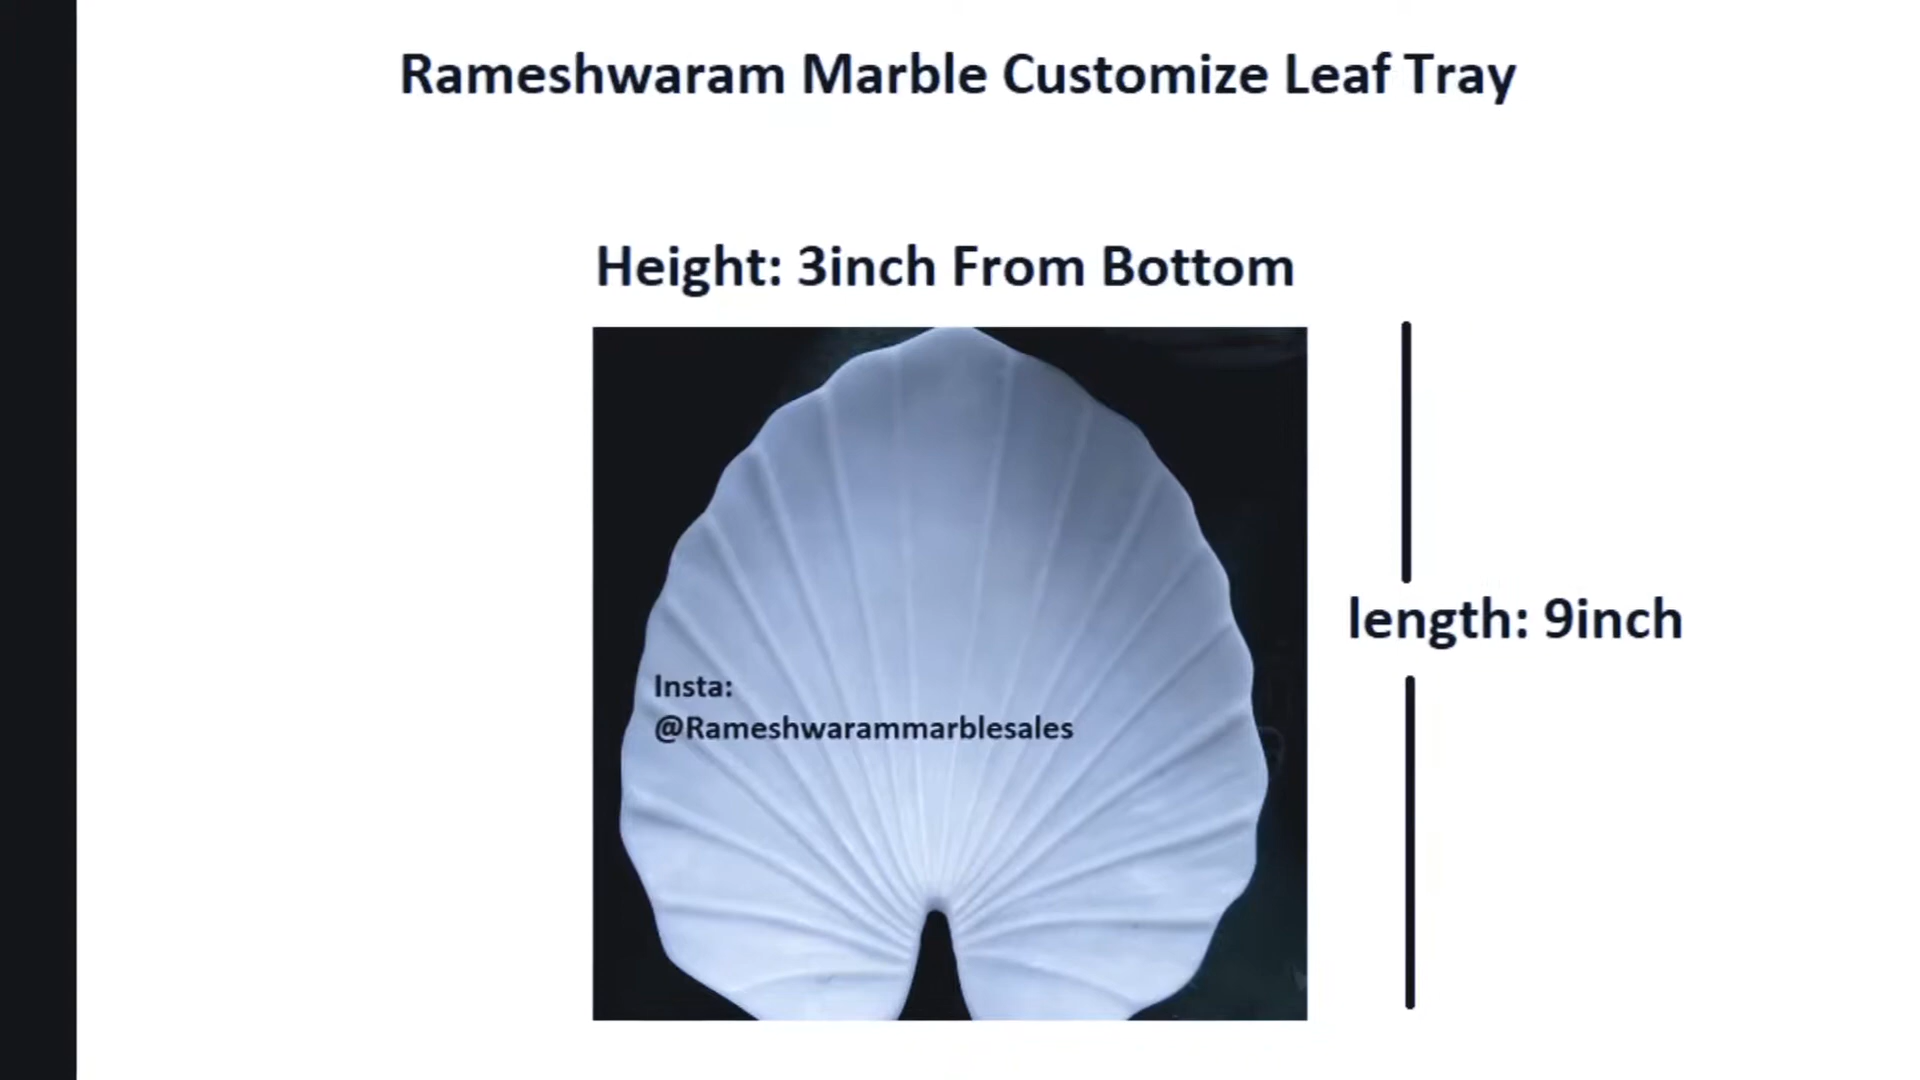 Rameshwaram Marble Customize Leaf Tray
Height: 3inch From Bottom
length: 9inch
Insta:
@Rameshwarammarblesales